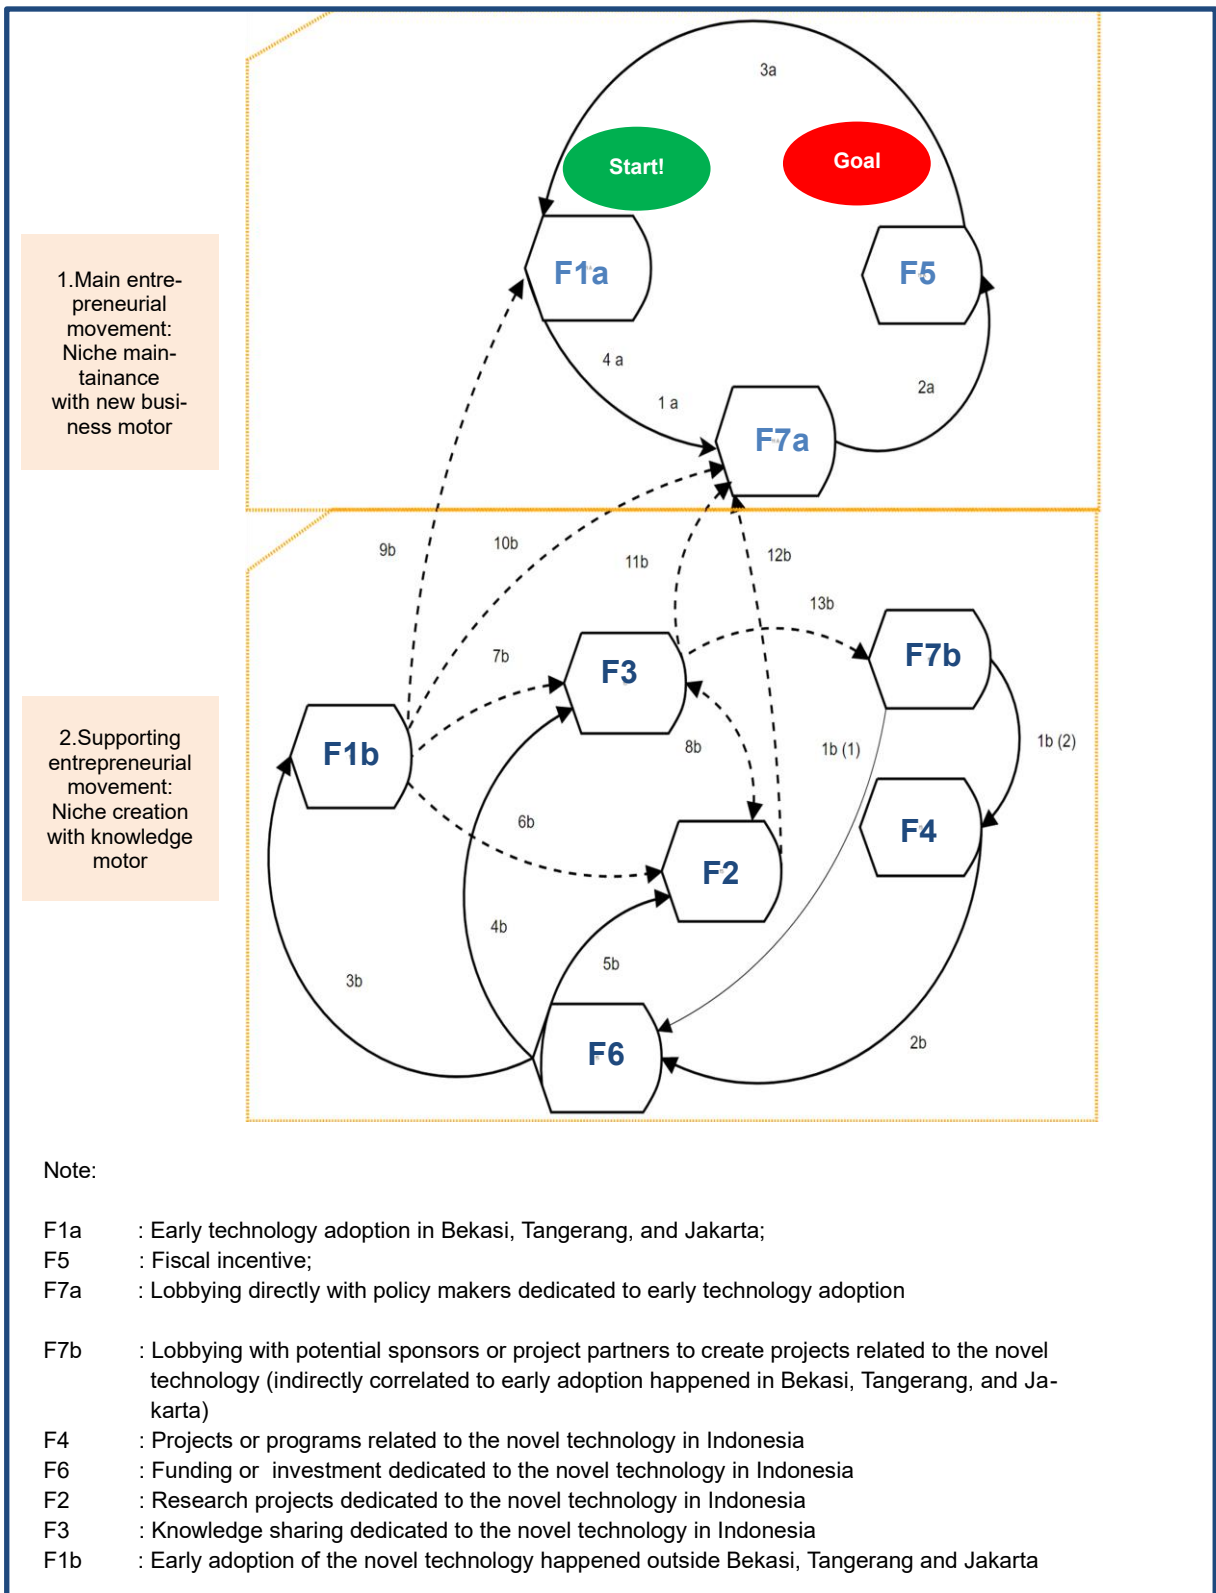 3a
Start!
Goal
F1a
F5
1.Main entre-
preneurial
movement:
Niche main-
tainance
with new busi-
ness motor
4 a
1 a
2a
F7a
9b
10b
11b
12b
13b
7b
F3
F7b
2.Supporting
entrepreneurial
movement:
Niche creation
with knowledge
motor
F1b
8b
1b (1)
1b (2)
6b
F4
F2
4b
5b
3b
F6
2b
Note:
F1a : Early technology adoption in Bekasi, Tangerang, and Jakarta;
F5 : Fiscal incentive;
F7a : Lobbying directly with policy makers dedicated to early technology adoption
F7b : Lobbying with potential sponsors or project partners to create projects related to the novel
technology (indirectly correlated to early adoption happened in Bekasi, Tangerang, and Ja-
karta)
F4 : Projects or programs related to the novel technology in Indonesia
F6 : Funding or investment dedicated to the novel technology in Indonesia
F2 : Research projects dedicated to the novel technology in Indonesia
F3 : Knowledge sharing dedicated to the novel technology in Indonesia
F1b : Early adoption of the novel technology happened outside Bekasi, Tangerang and Jakarta